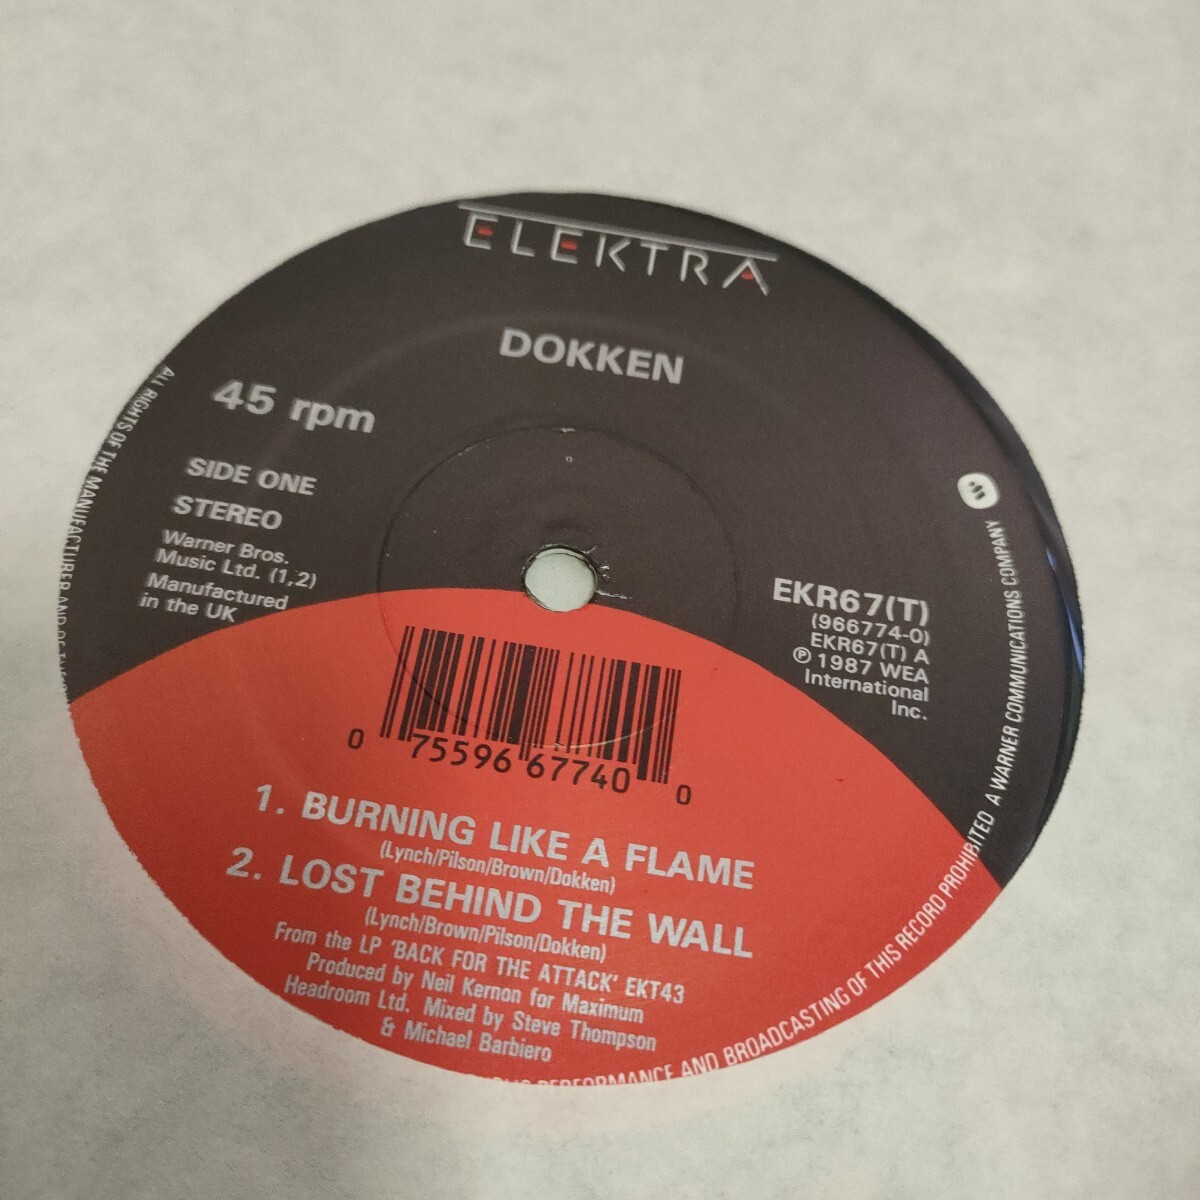 ELEKTRA
DOKKEN
45 rpm
SIDE ONE
STEREO
Warner Bros.
Music Ltd. (1,2)
Manufactured
in the UK
EKR67(T)
(966774-0)
EKR67(T) A
℗ 1987 WEA
International
Inc.
0 75596 67740 0
1. BURNING LIKE A FLAME
(Lynch/Pilson/Brown/Dokken)
2. LOST BEHIND THE WALL
(Lynch/Brown/Pilson/Dokken)
From the LP 'BACK FOR THE ATTACK' EKT43
Produced by Neil Kernon for Maximum
Headroom Ltd. Mixed by Steve Thompson
& Michael Barbiero
ALL RIGHTS OF THE MANUFACTURER AND OF
PERFORMANCE AND BROADCASTING OF THIS RECORD PROHIBITED A WARNER COMMUNICATIONS COMPANY